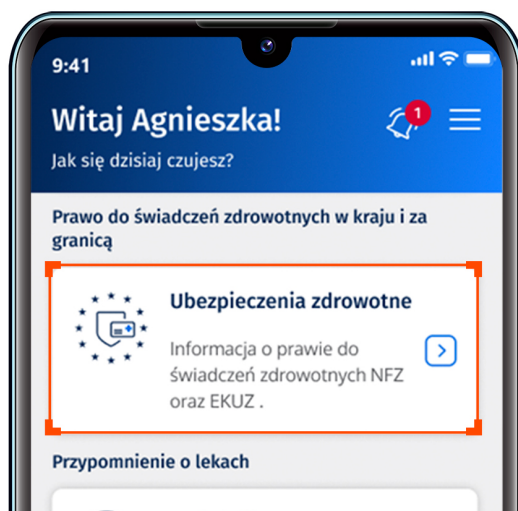 9:41
Witaj Agnieszka!
1
Jak się dzisiaj czujesz?
Prawo do świadczeń zdrowotnych w kraju i za
granicą
Ubezpieczenia zdrowotne
Informacja o prawie do
świadczeń zdrowotnych NFZ
oraz EKUZ .
Przypomnienie o lekach